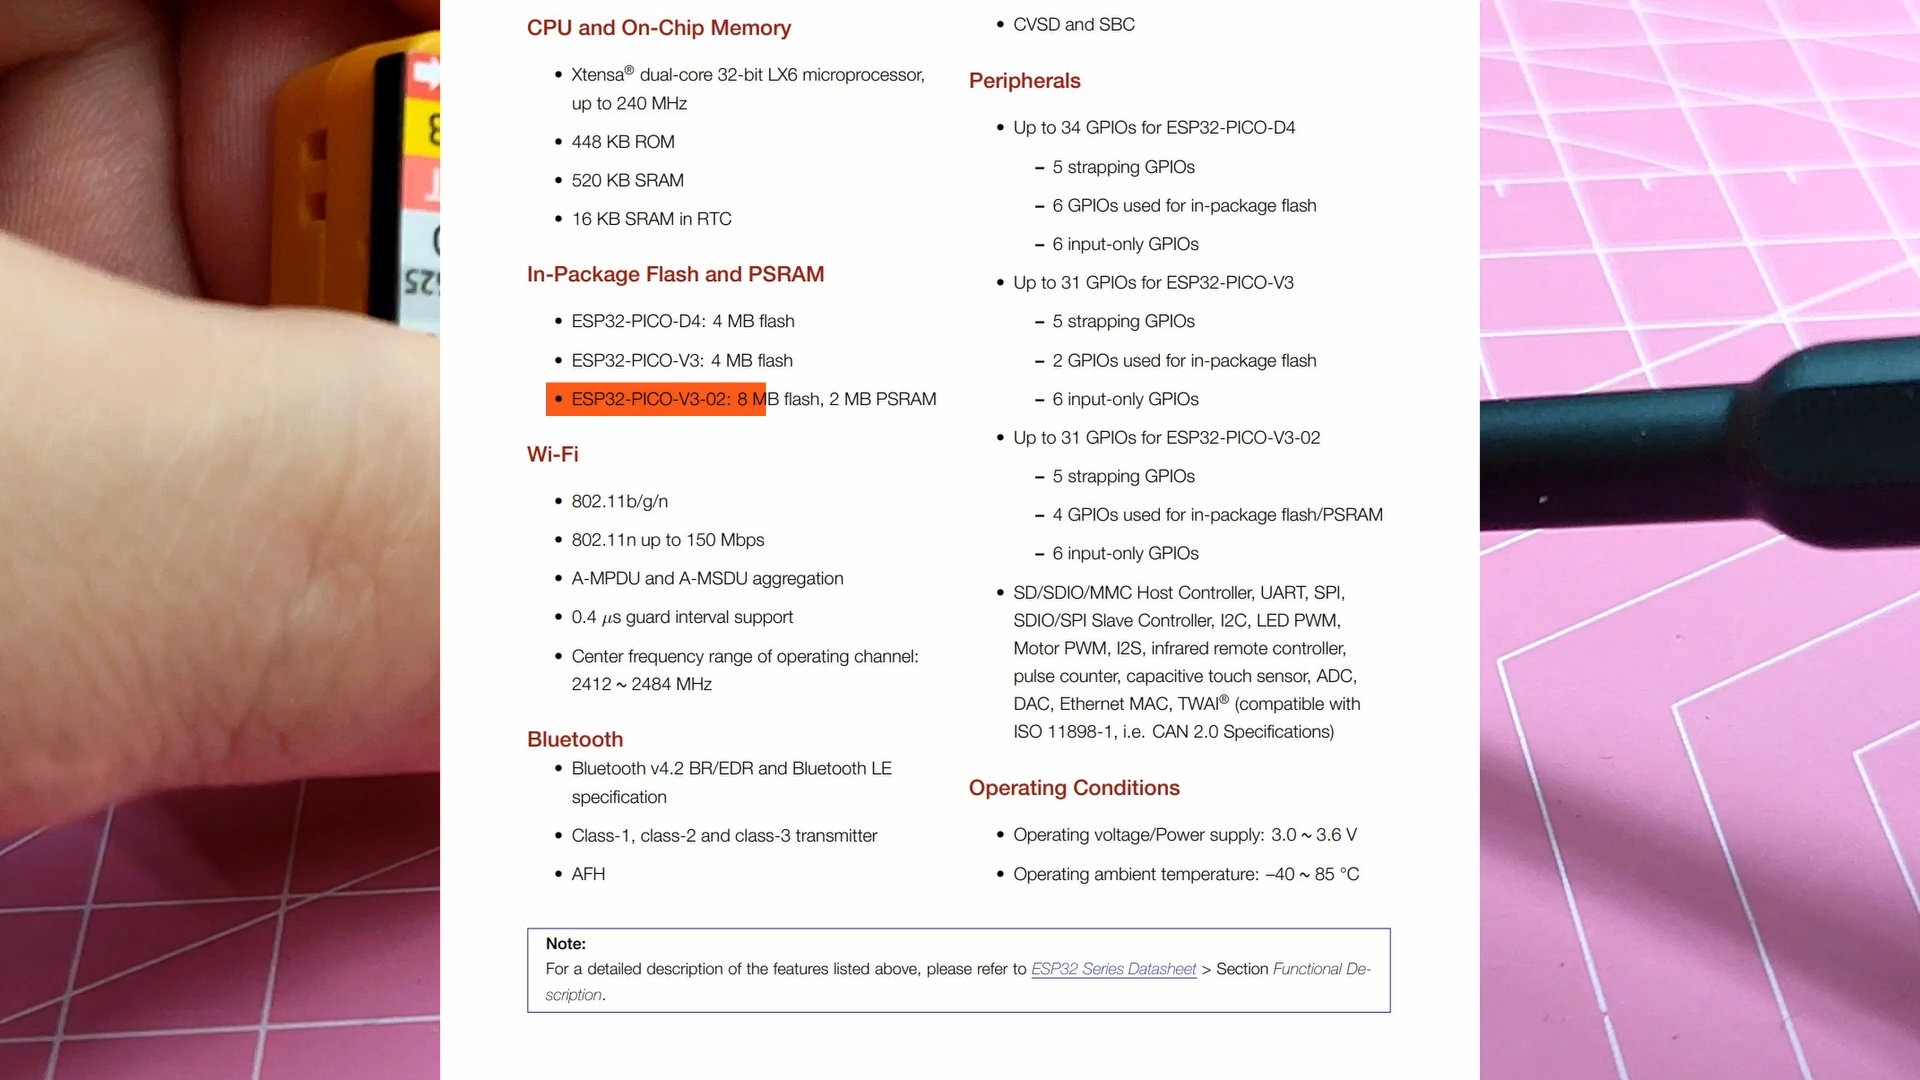 CPU and On-Chip Memory
• Xtensa® dual-core 32-bit LX6 microprocessor,
up to 240 MHz
• 448 KB ROM
• 520 KB SRAM
• 16 KB SRAM in RTC
In-Package Flash and PSRAM
• ESP32-PICO-D4: 4 MB flash
• ESP32-PICO-V3: 4 MB flash
• ESP32-PICO-V3-02: 8 MB flash, 2 MB PSRAM
Wi-Fi
• 802.11b/g/n
• 802.11n up to 150 Mbps
• A-MPDU and A-MSDU aggregation
• 0.4 µs guard interval support
• Center frequency range of operating channel:
2412 ~ 2484 MHz
Bluetooth
• Bluetooth v4.2 BR/EDR and Bluetooth LE
specification
• Class-1, class-2 and class-3 transmitter
• AFH
• CVSD and SBC
Peripherals
• Up to 34 GPIOs for ESP32-PICO-D4
– 5 strapping GPIOs
– 6 GPIOs used for in-package flash
– 6 input-only GPIOs
• Up to 31 GPIOs for ESP32-PICO-V3
– 5 strapping GPIOs
– 2 GPIOs used for in-package flash
– 6 input-only GPIOs
• Up to 31 GPIOs for ESP32-PICO-V3-02
– 5 strapping GPIOs
– 4 GPIOs used for in-package flash/PSRAM
– 6 input-only GPIOs
• SD/SDIO/MMC Host Controller, UART, SPI,
SDIO/SPI Slave Controller, I2C, LED PWM,
Motor PWM, I2S, infrared remote controller,
pulse counter, capacitive touch sensor, ADC,
DAC, Ethernet MAC, TWAI® (compatible with
ISO 11898-1, i.e. CAN 2.0 Specifications)
Operating Conditions
• Operating voltage/Power supply: 3.0 ~ 3.6 V
• Operating ambient temperature: –40 ~ 85 °C
Note:
For a detailed description of the features listed above, please refer to ESP32 Series Datasheet > Section Functional De-
scription.